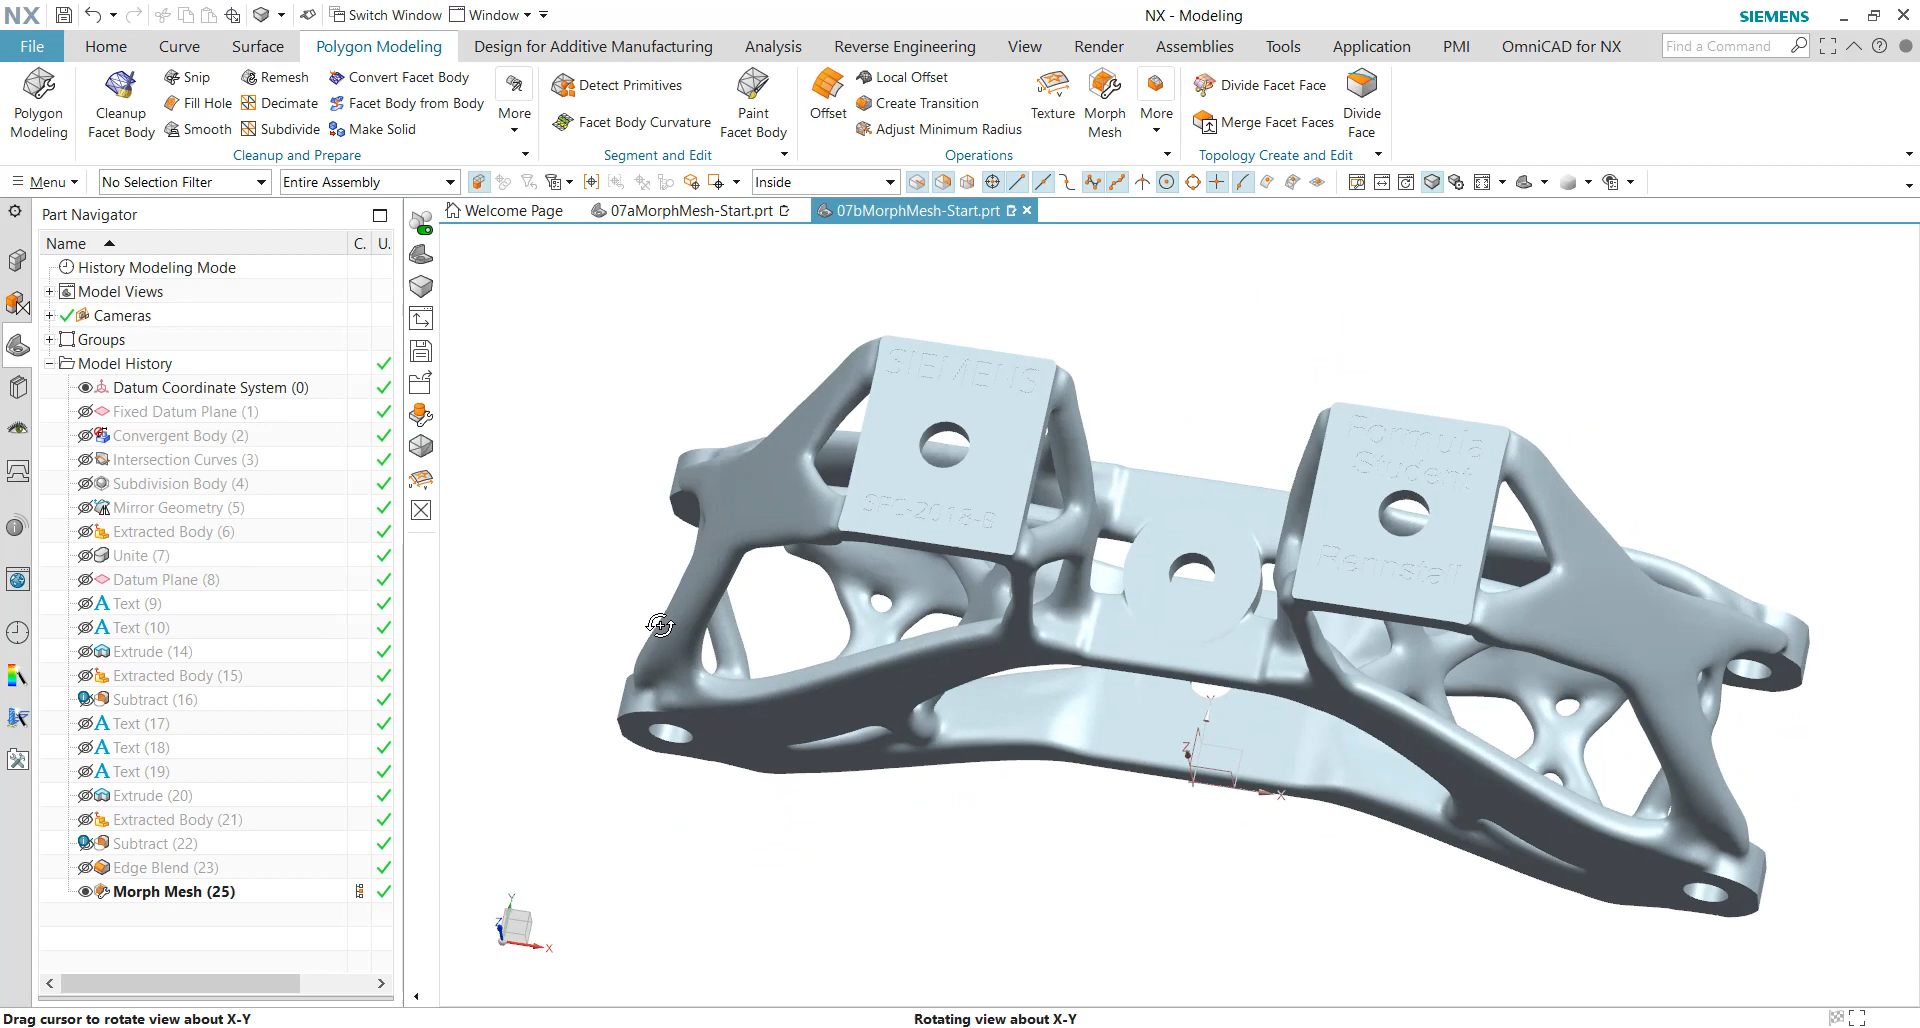 NX Switch Window Window NX - Modeling SIEMENS
File Home Curve Surface Polygon Modeling Design for Additive Manufacturing Analysis Reverse Engineering View Render Assemblies Tools Application PMI OmniCAD for NX Find a Command
Polygon Modeling
Cleanup Facet Body
Snip
Fill Hole
Smooth
Remesh
Decimate
Subdivide
Convert Facet Body
Facet Body from Body
Make Solid
More
Cleanup and Prepare
Detect Primitives
Facet Body Curvature
Paint Facet Body
Segment and Edit
Offset
Local Offset
Create Transition
Adjust Minimum Radius
Texture
Morph Mesh
More
Operations
Divide Facet Face
Merge Facet Faces
Divide Face
Topology Create and Edit
Menu No Selection Filter Entire Assembly Inside
Part Navigator
Welcome Page 07aMorphMesh-Start.prt 07bMorphMesh-Start.prt
Name C. U.
History Modeling Mode
Model Views
Cameras
Groups
Model History
Datum Coordinate System (0)
Fixed Datum Plane (1)
Convergent Body (2)
Intersection Curves (3)
Subdivision Body (4)
Mirror Geometry (5)
Extracted Body (6)
Unite (7)
Datum Plane (8)
Text (9)
Text (10)
Extrude (14)
Extracted Body (15)
Subtract (16)
Text (17)
Text (18)
Text (19)
Extrude (20)
Extracted Body (21)
Subtract (22)
Edge Blend (23)
Morph Mesh (25)
SIEMENS
SFC-2018-B
Formula
Student
Rennstall
Y
Z
X
Y
Z
X
Drag cursor to rotate view about X-Y
Rotating view about X-Y